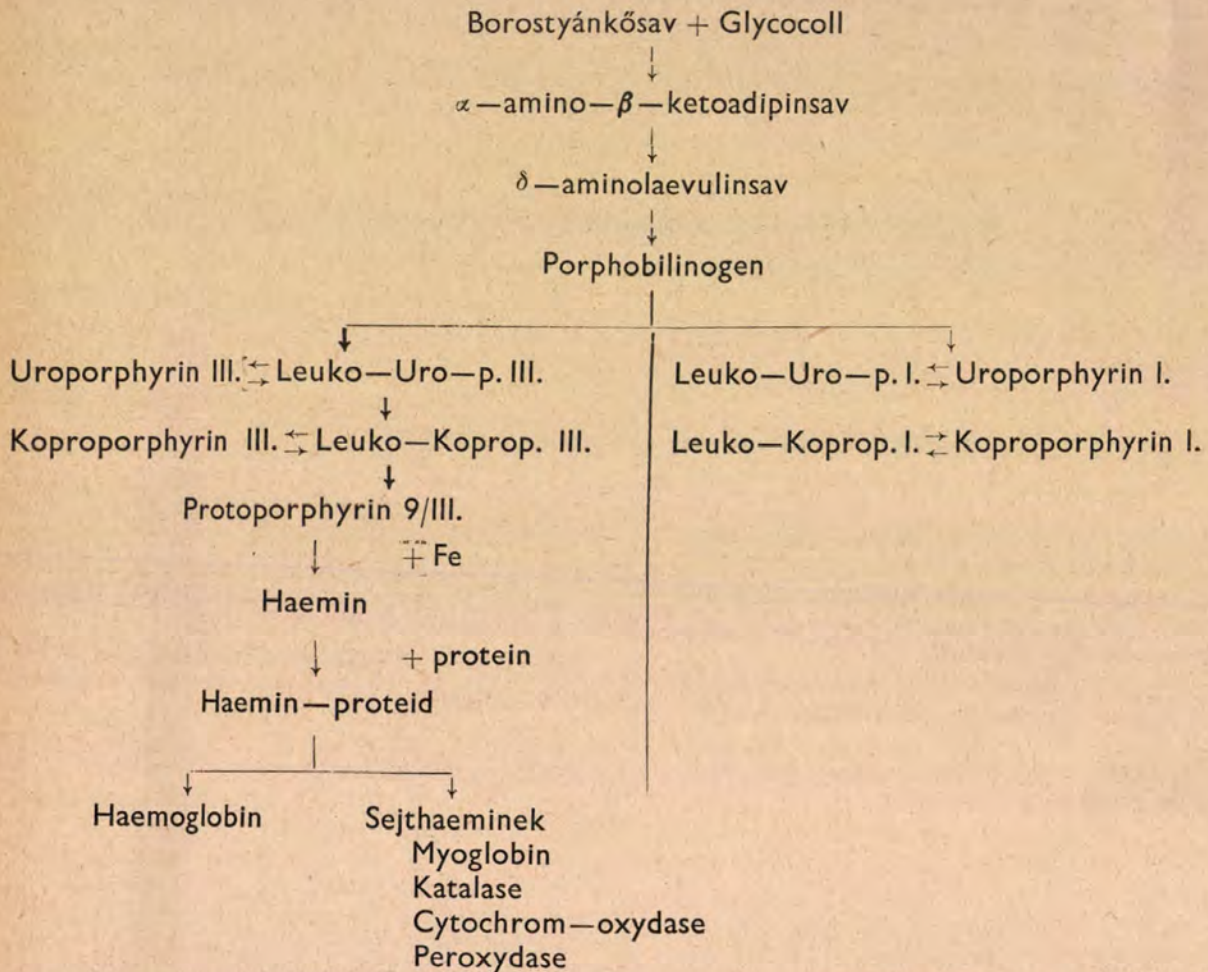 Borostyánkősav + Glycocoll
↓
α—amino—β—ketoadipinsav
↓
δ—aminolaevulinsav
↓
Porphobilinogen
Uroporphyrin III. ⇆ Leuko—Uro—p. III.
Leuko—Uro—p. I. ⇆ Uroporphyrin I.
↓
Koproporphyrin III. ⇆ Leuko—Koprop. III.
Leuko—Koprop. I. ⇄ Koproporphyrin I.
↓
Protoporphyrin 9/III.
↓ + Fe
Haemin
↓ + protein
Haemin—proteid
Haemoglobin
Sejthaeminek
Myoglobin
Katalase
Cytochrom—oxydase
Peroxydase